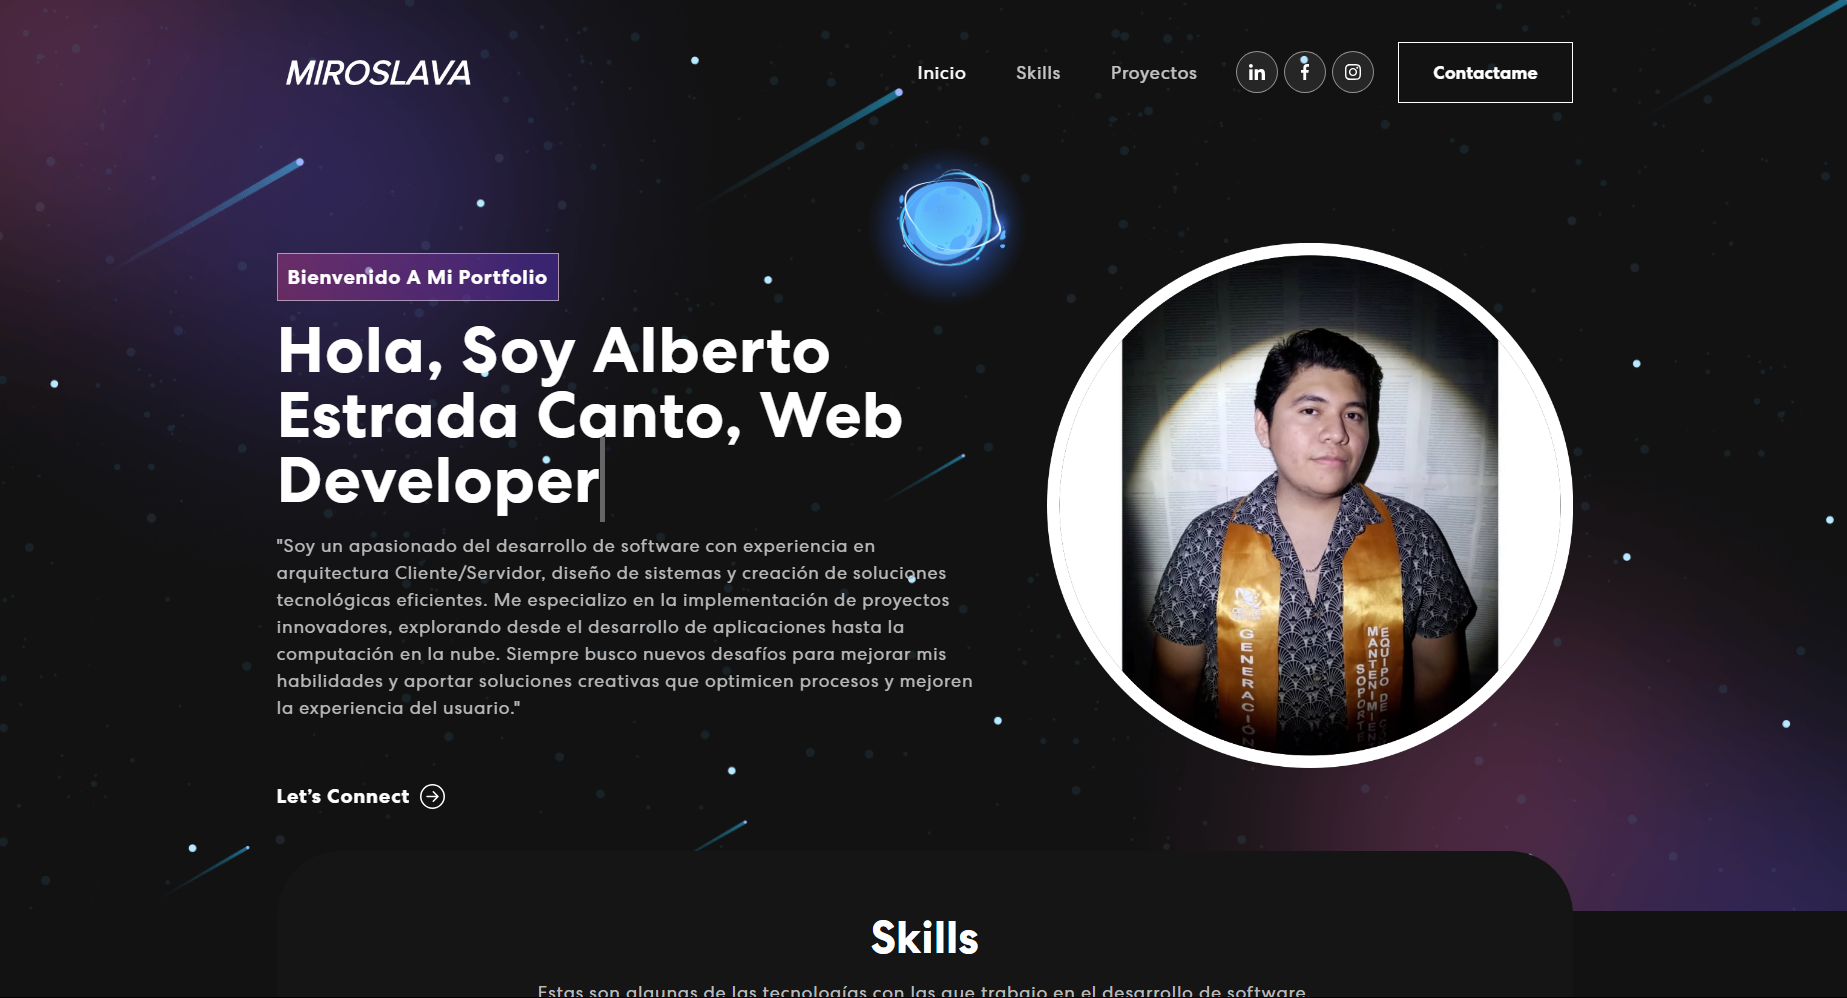 MIROSLAVA
Inicio
Skills
Proyectos
Contactame
Bienvenido A Mi Portfolio
Hola, Soy Alberto
Estrada Canto, Web
Developer
"Soy un apasionado del desarrollo de software con experiencia en
arquitectura Cliente/Servidor, diseño de sistemas y creación de soluciones
tecnológicas eficientes. Me especializo en la implementación de proyectos
innovadores, explorando desde el desarrollo de aplicaciones hasta la
computación en la nube. Siempre busco nuevos desafíos para mejorar mis
habilidades y aportar soluciones creativas que optimicen procesos y mejoren
la experiencia del usuario."
GENERACIÓN
SOPORTE
MANTENIMIEN
EQUIPO DE
Let's Connect
Skills
Estas son algunas de las tecnologías con las que trabajo en el desarrollo de software